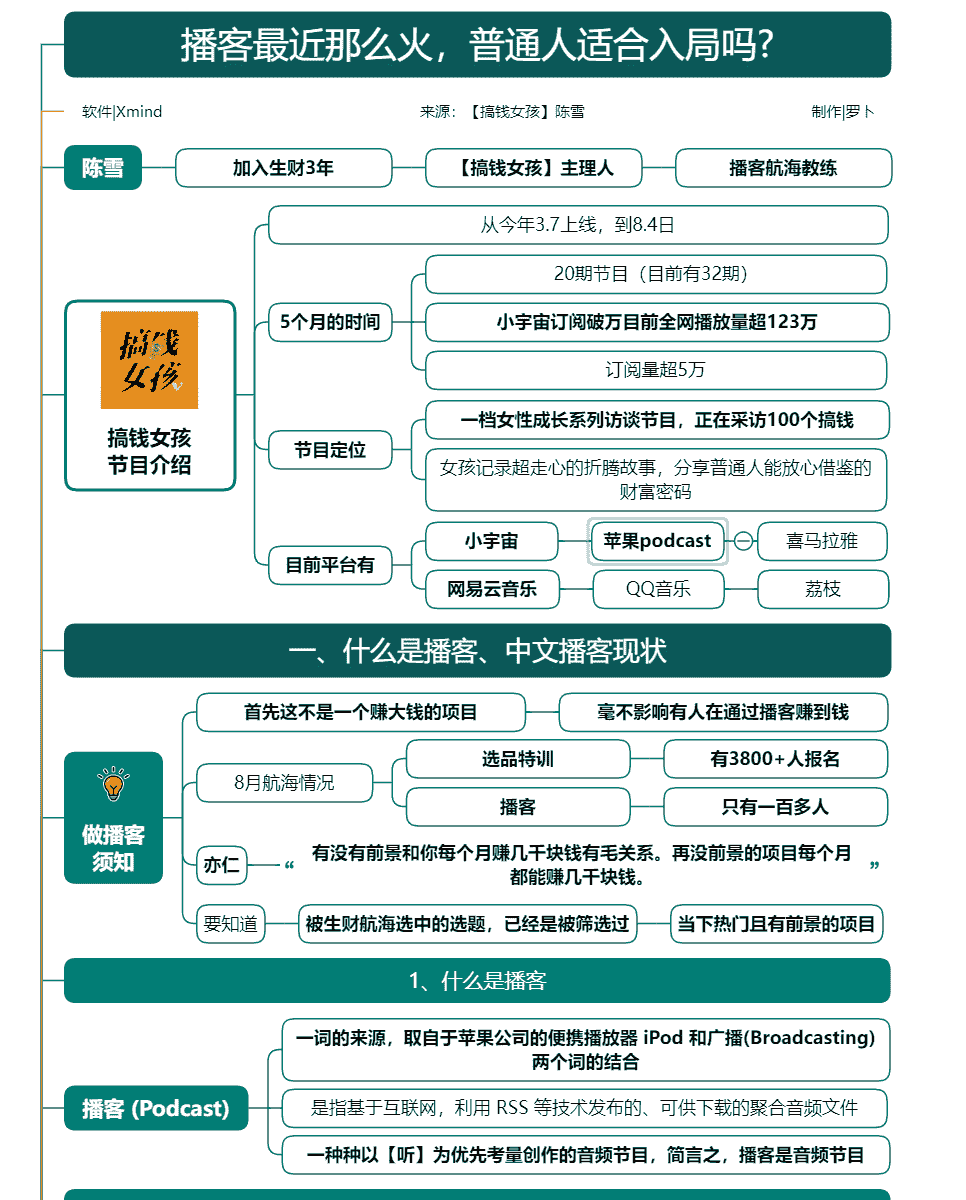 播客最近那么火，普通人适合入局吗？
软件|Xmind
来源：【搞钱女孩】陈雪
制作|罗卜
陈雪
加入生财3年
【搞钱女孩】主理人
播客航海教练
搞钱
女孩
搞钱女孩
节目介绍
从今年3.7上线，到8.4日
5个月的时间
20期节目（目前有32期）
小宇宙订阅破万目前全网播放量超123万
订阅量超5万
节目定位
一档女性成长系列访谈节目，正在采访100个搞钱
女孩记录超走心的折腾故事，分享普通人能放心借鉴的
财富密码
目前平台有
小宇宙
苹果podcast
喜马拉雅
网易云音乐
QQ音乐
荔枝
一、什么是播客、中文播客现状
做播客
须知
首先这不是一个赚大钱的项目
毫不影响有人在通过播客赚到钱
8月航海情况
选品特训
有3800+人报名
播客
只有一百多人
亦仁
“ 有没有前景和你每个月赚几千块钱有毛关系。再没前景的项目每个月
都能赚几千块钱。 ”
要知道
被生财航海选中的选题，已经是被筛选过
当下热门且有前景的项目
1、什么是播客
播客 (Podcast)
一词的来源，取自于苹果公司的便携播放器 iPod 和广播(Broadcasting)
两个词的结合
是指基于互联网，利用 RSS 等技术发布的、可供下载的聚合音频文件
一种种以【听】为优先考量创作的音频节目，简言之，播客是音频节目